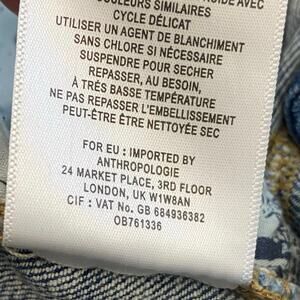 AVEC
COULEURS SIMILAIRES
CYCLE DÉLICAT
UTILISER UN AGENT DE BLANCHIMENT
SANS CHLORE SI NÉCESSAIRE
SUSPENDRE POUR SECHER
REPASSER, AU BESOIN,
À TRÈS BASSE TEMPÉRATURE
NE PAS REPASSER L'EMBELLISSEMENT
PEUT-ÊTRE ÊTRE NETTOYÉE SEC
FOR EU : IMPORTED BY
ANTHROPOLOGIE
24 MARKET PLACE, 3RD FLOOR
LONDON, UK W1W8AN
CIF : VAT No. GB 684936382
OB761336